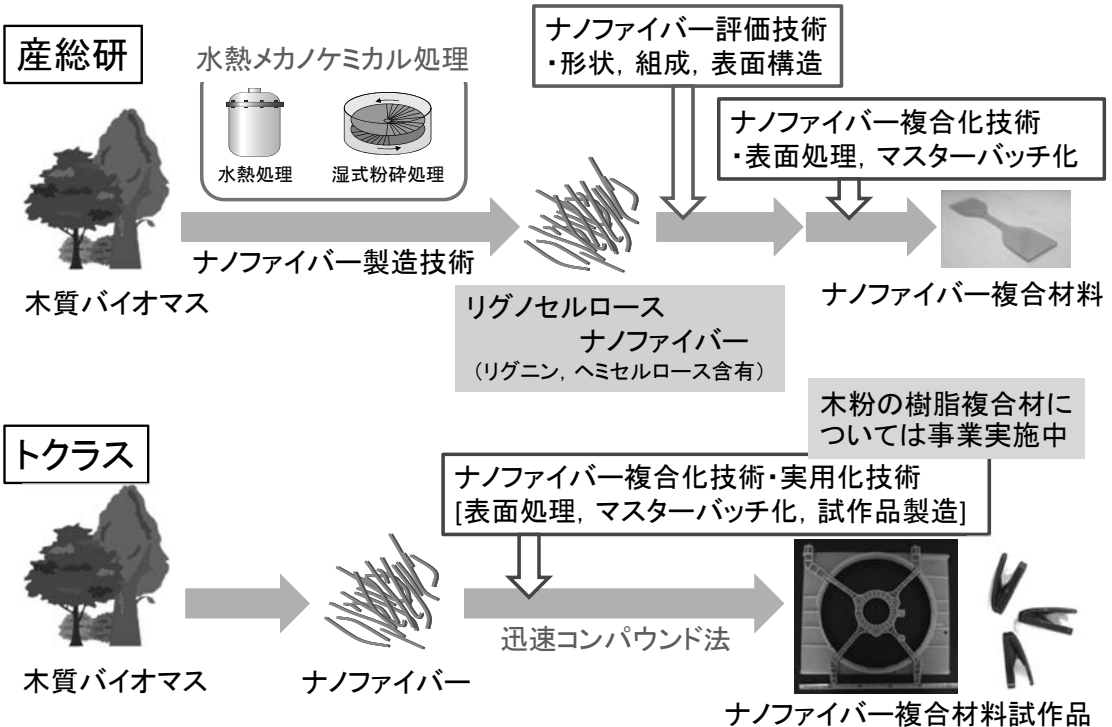 産総研
水熱メカノケミカル処理
水熱処理
湿式粉砕処理
ナノファイバー評価技術
・形状，組成，表面構造
ナノファイバー複合化技術
・表面処理，マスターバッチ化
ナノファイバー製造技術
木質バイオマス
リグノセルロース
ナノファイバー
（リグニン，ヘミセルロース含有）
ナノファイバー複合材料
木粉の樹脂複合材に
ついては事業実施中
トクラス
ナノファイバー複合化技術・実用化技術
[表面処理，マスターバッチ化，試作品製造]
迅速コンパウンド法
木質バイオマス
ナノファイバー
ナノファイバー複合材料試作品